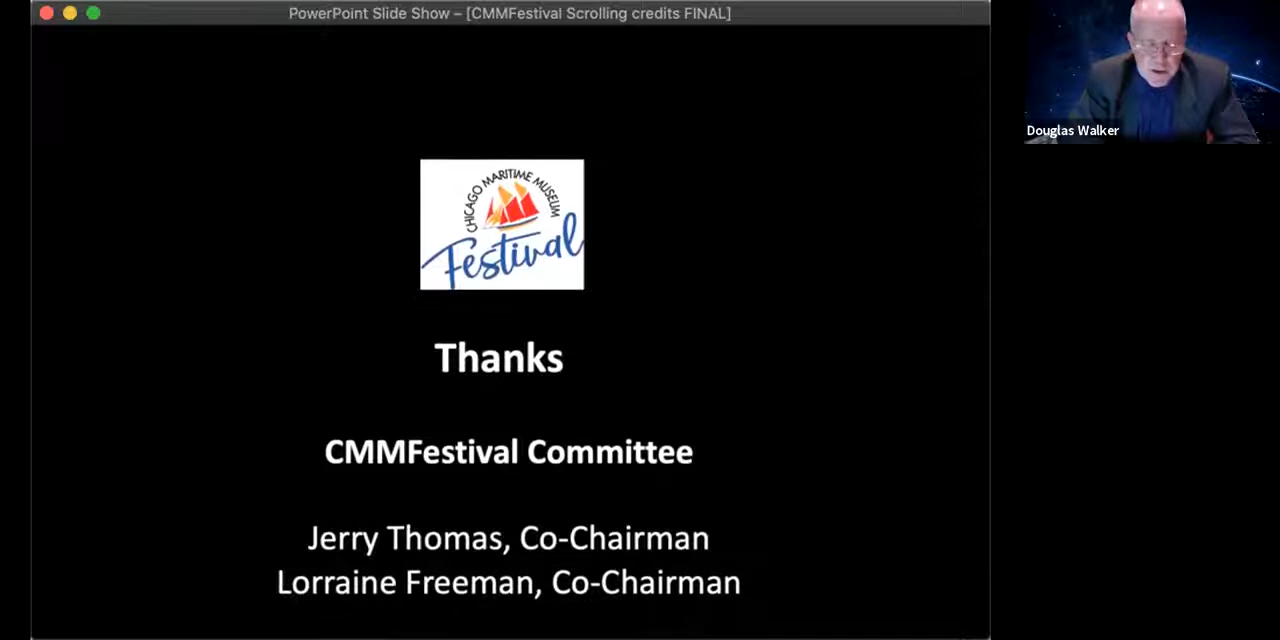 PowerPoint Slide Show – [CMMFestival Scrolling credits FINAL]
CHICAGO MARITIME MUSEUM
Festival
Thanks
CMMFestival Committee
Jerry Thomas, Co-Chairman
Lorraine Freeman, Co-Chairman
Douglas Walker